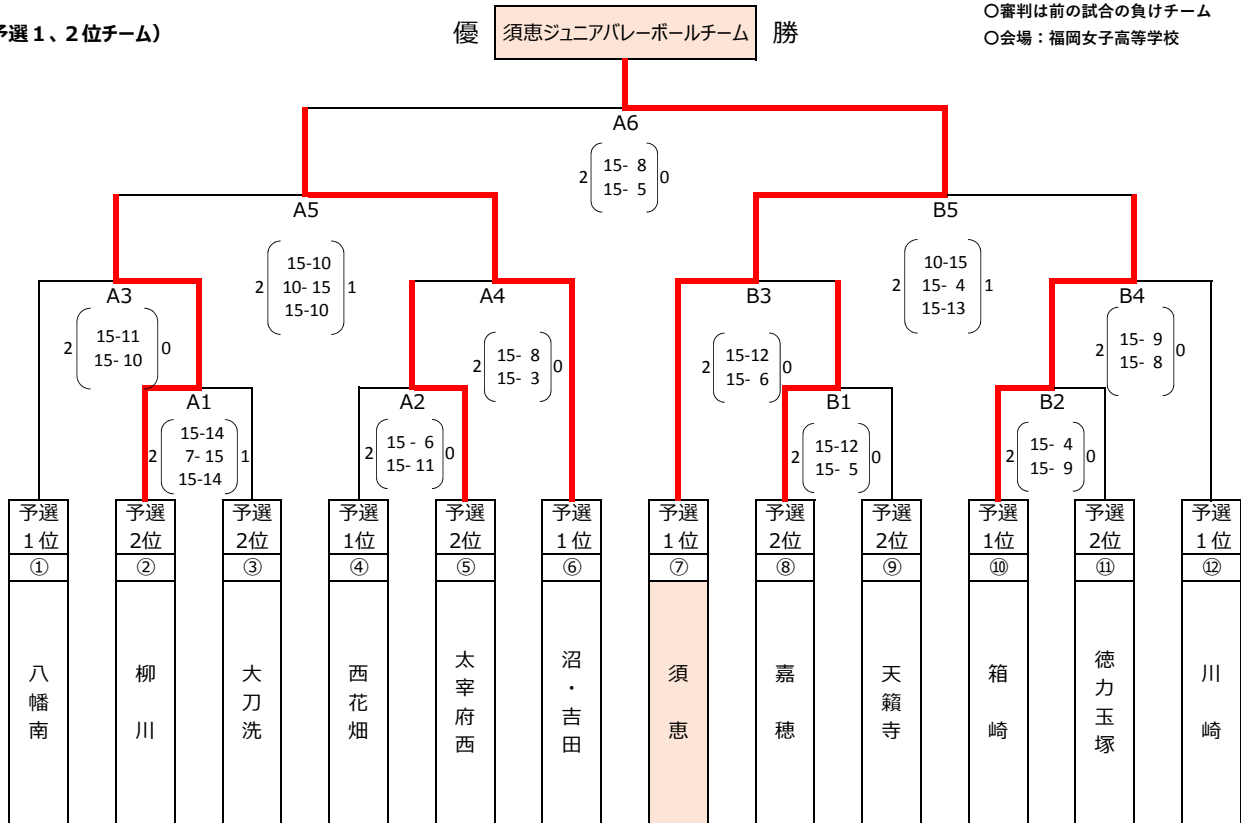 予選１、２位チーム）
優 須恵ジュニアバレーボールチーム 勝
○審判は前の試合の負けチーム
○会場：福岡女子高等学校
A6
2 15- 8 0
15- 5
A5
2 15-10 1
10- 15
15-10
B5
2 10-15 1
15- 4
15-13
A3
2 15-11 0
15- 10
A4
2 15- 8 0
15- 3
B3
2 15-12 0
15- 6
B4
2 15- 9 0
15- 8
A1
2 15-14 1
7- 15
15-14
A2
2 15 - 6 0
15- 11
B1
2 15-12 0
15- 5
B2
2 15- 4 0
15- 9
予選 予選 予選 予選 予選 予選 予選 予選 予選 予選 予選 予選
１位 2位 2位 1位 2位 １位 １位 2位 2位 1位 2位 １位
① ② ③ ④ ⑤ ⑥ ⑦ ⑧ ⑨ ⑩ ⑪ ⑫
八幡南
柳川
大刀洗
西花畑
太宰府西
沼・吉田
須恵
嘉穂
天籟寺
箱崎
徳力玉塚
川崎